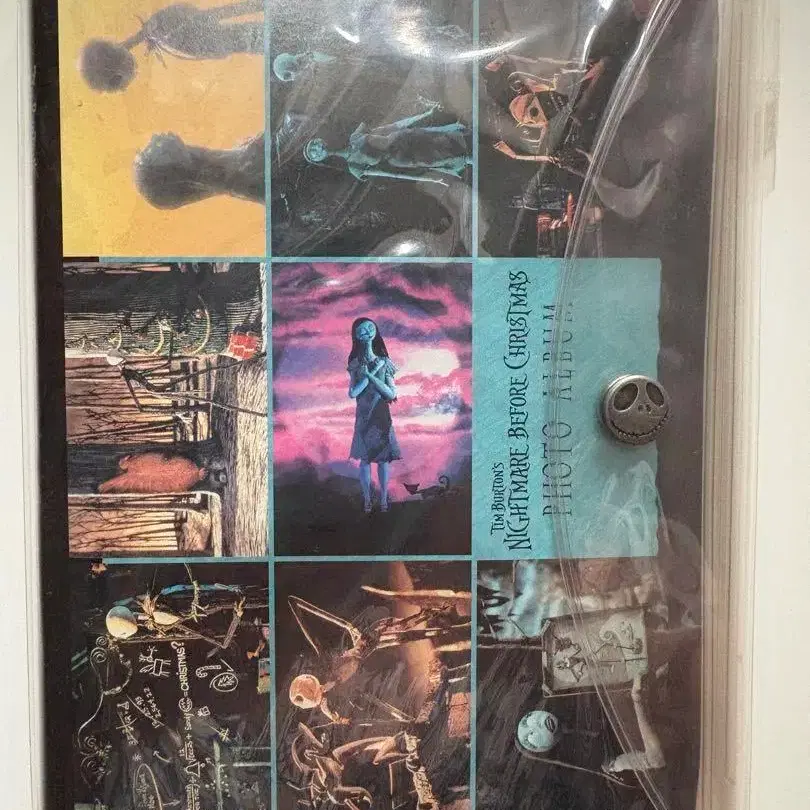 TIM BURTON'S
NIGHTMARE BEFORE CHRISTMAS
PHOTO ALBUM
=CHRISTMAS?